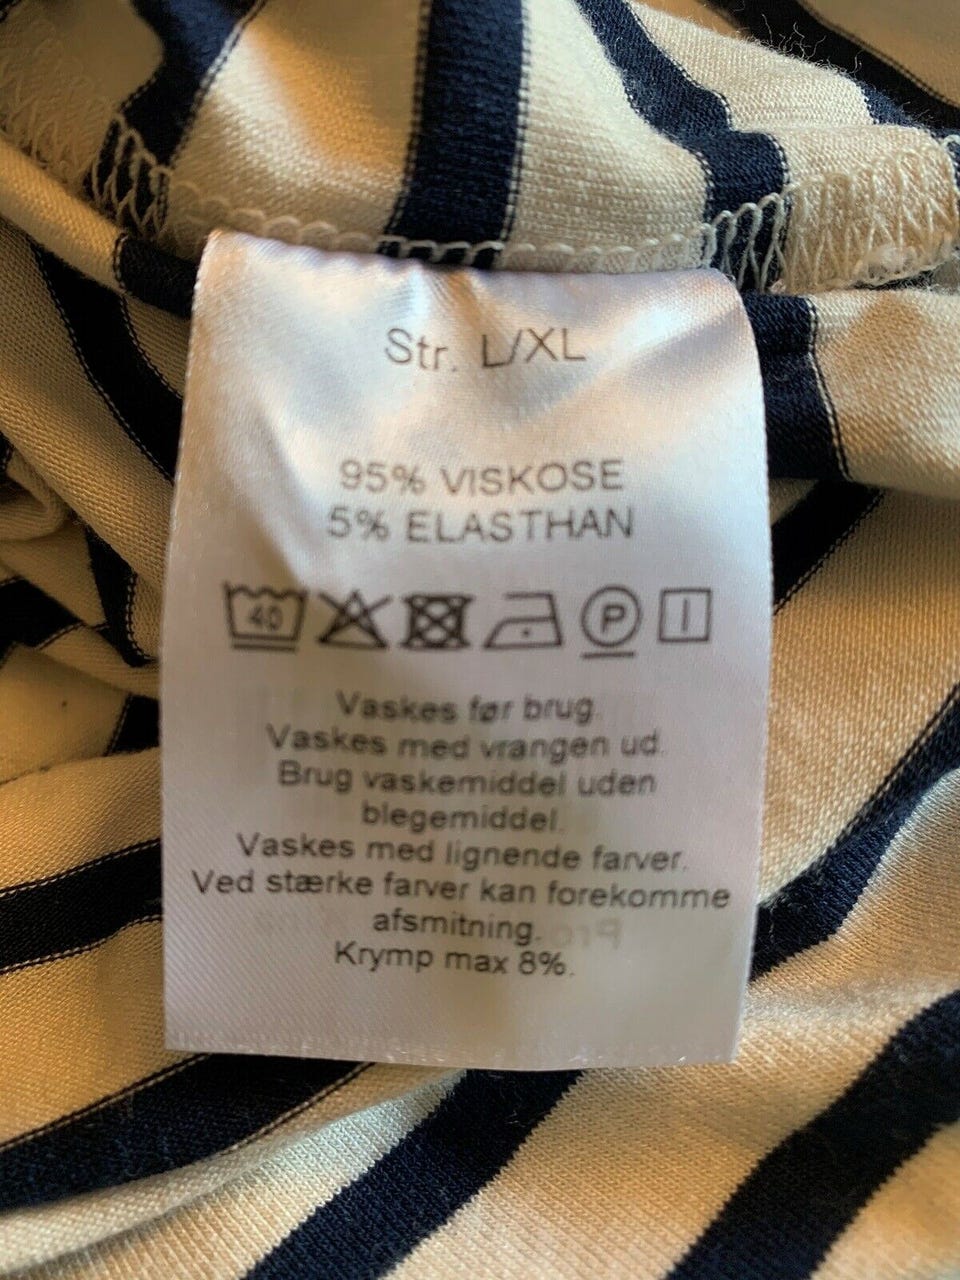 Str. L/XL
95% VISKOSE
5% ELASTHAN
40 P
Vaskes før brug.
Vaskes med vrangen ud.
Brug vaskemiddel uden
blegemiddel.
Vaskes med lignende farver.
Ved stærke farver kan forekomme
afsmitning.
Krymp max 8%.